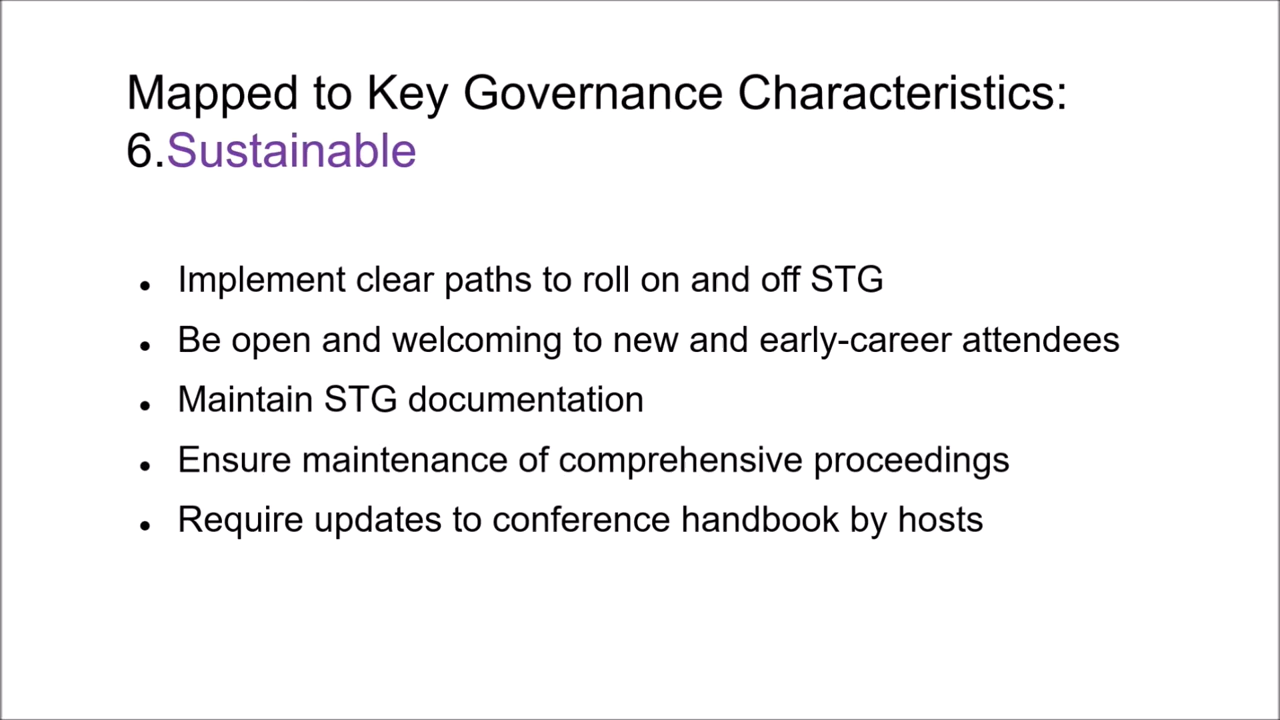 Mapped to Key Governance Characteristics:
6.Sustainable
• Implement clear paths to roll on and off STG
• Be open and welcoming to new and early-career attendees
• Maintain STG documentation
• Ensure maintenance of comprehensive proceedings
• Require updates to conference handbook by hosts